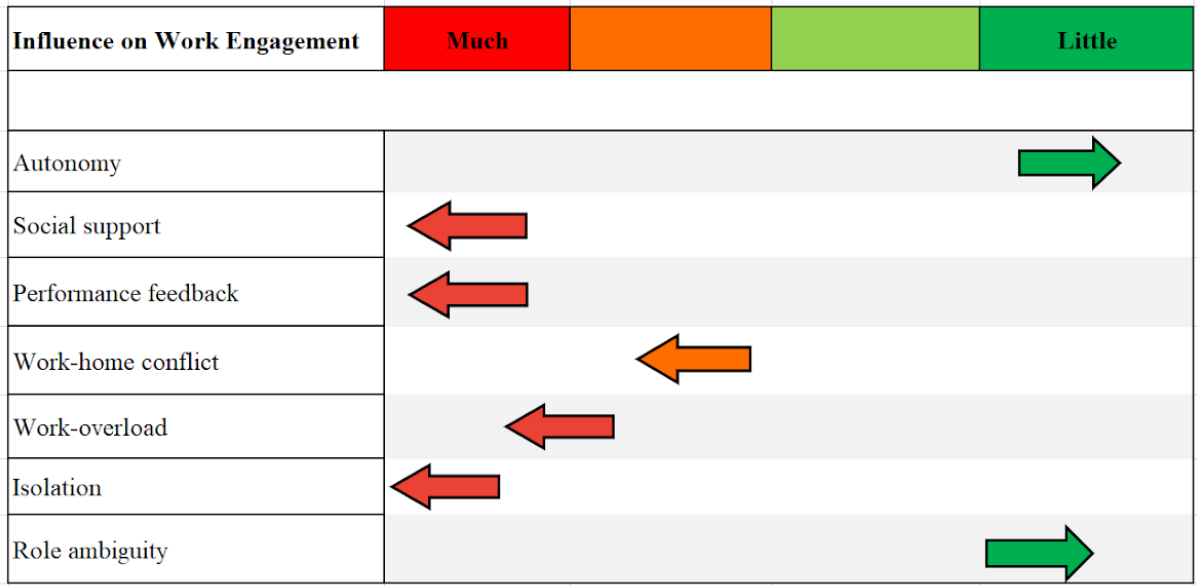 Influence on Work Engagement Much Little
Autonomy
Social support
Performance feedback
Work-home conflict
Work-overload
Isolation
Role ambiguity